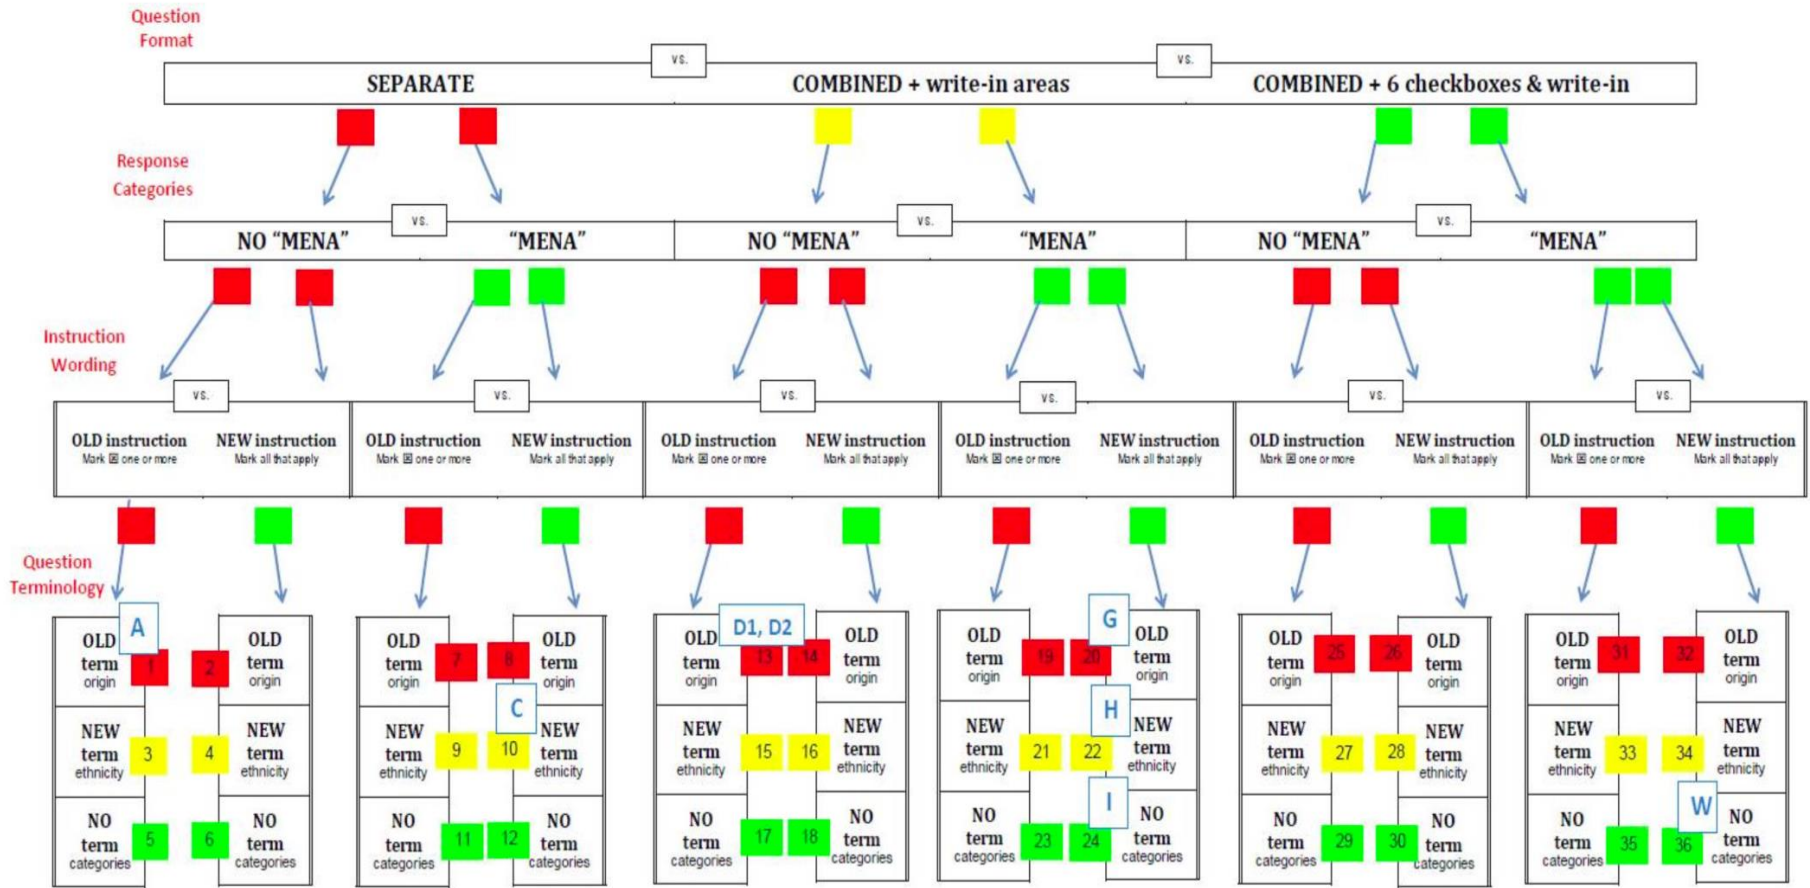 Question
Format
vs.
vs.
SEPARATE
COMBINED + write-in areas
COMBINED + 6 checkboxes & write-in
Response
Categories
vs.
vs.
vs.
NO “MENA”
“MENA”
NO “MENA”
“MENA”
NO “MENA”
“MENA”
Instruction
Wording
vs.
vs.
vs.
vs.
vs.
vs.
OLD instruction
Mark ☒ one or more
NEW instruction
Mark all that apply
OLD instruction
Mark ☒ one or more
NEW instruction
Mark all that apply
OLD instruction
Mark ☒ one or more
NEW instruction
Mark all that apply
OLD instruction
Mark ☒ one or more
NEW instruction
Mark all that apply
OLD instruction
Mark ☒ one or more
NEW instruction
Mark all that apply
OLD instruction
Mark ☒ one or more
NEW instruction
Mark all that apply
Question
Terminology
OLD
term
origin
A
1
2
OLD
term
origin
NEW
term
ethnicity
3
4
NEW
term
ethnicity
NO
term
categories
5
6
NO
term
categories
OLD
term
origin
7
8
OLD
term
origin
C
NEW
term
ethnicity
9
10
NEW
term
ethnicity
NO
term
categories
11
12
NO
term
categories
OLD
term
origin
D1, D2
13
14
OLD
term
origin
NEW
term
ethnicity
15
16
NEW
term
ethnicity
NO
term
categories
17
18
NO
term
categories
OLD
term
origin
19
20
G
OLD
term
origin
NEW
term
ethnicity
21
22
H
NEW
term
ethnicity
NO
term
categories
23
24
I
NO
term
categories
OLD
term
origin
25
26
OLD
term
origin
NEW
term
ethnicity
27
28
NEW
term
ethnicity
NO
term
categories
29
30
NO
term
categories
OLD
term
origin
31
32
OLD
term
origin
NEW
term
ethnicity
33
34
NEW
term
ethnicity
NO
term
categories
35
36
W
NO
term
categories